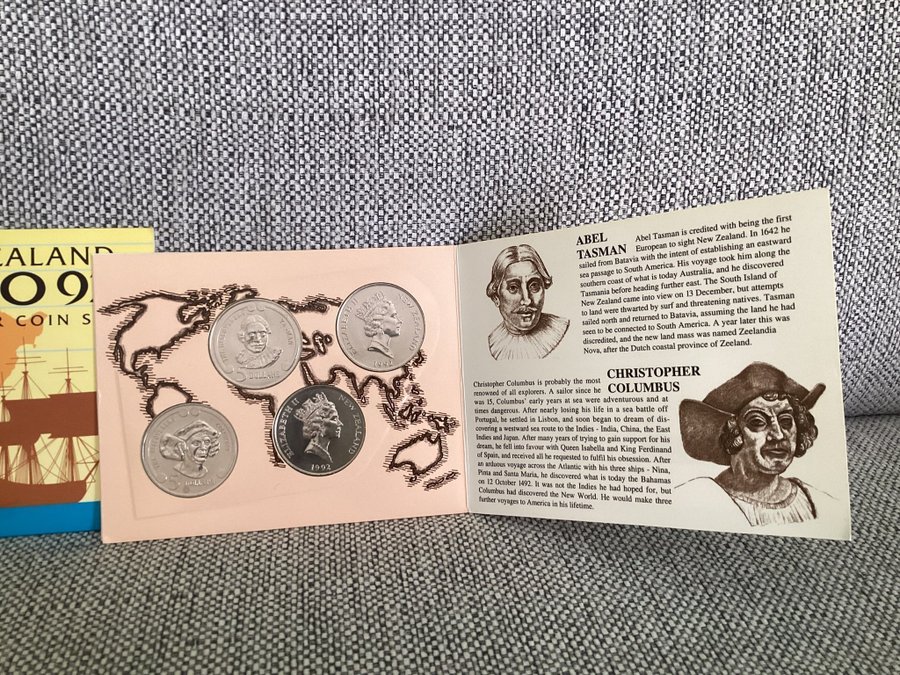 EALAND
COIN S
DOLLARS
1992
ELIZABETH II NEW ZEALAND
1992
ABEL
TASMAN
Abel Tasman is credited with being the first
European to sight New Zealand. In 1642 he
sailed from Batavia with the intent of establishing an eastward
sea passage to South America. His voyage took him along the
southern coast of what is today Australia, and he discovered
Tasmania before heading further east. The South Island of
New Zealand came into view on 13 December, but attempts
to land were thwarted by surf and threatening natives. Tasman
sailed north and returned to Batavia, assuming the land he had
seen to be connected to South America. A year later this was
discredited, and the new land mass was named Zeelandia
Nova, after the Dutch coastal province of Zeeland.
CHRISTOPHER
COLUMBUS
Christopher Columbus is probably the most
renowned of all explorers. A sailor since he
was 15, Columbus' early years at sea were adventurous and at
times dangerous. After nearly losing his life in a sea battle off
Portugal, he settled in Lisbon, and soon began to dream of dis-
covering a westward sea route to the Indies - India, China, the East
Indies and Japan. After many years of trying to gain support for his
dream, he fell into favour with Queen Isabella and King Ferdinand
of Spain, and received all he requested to fulfil his obsession. After
an arduous voyage across the Atlantic with his three ships - Nina,
Pinta and Santa Maria, he discovered what is today the Bahamas
on 12 October 1492. It was not the Indies he had hoped for, but
Columbus had discovered the New World. He would make three
further voyages to America in his lifetime.